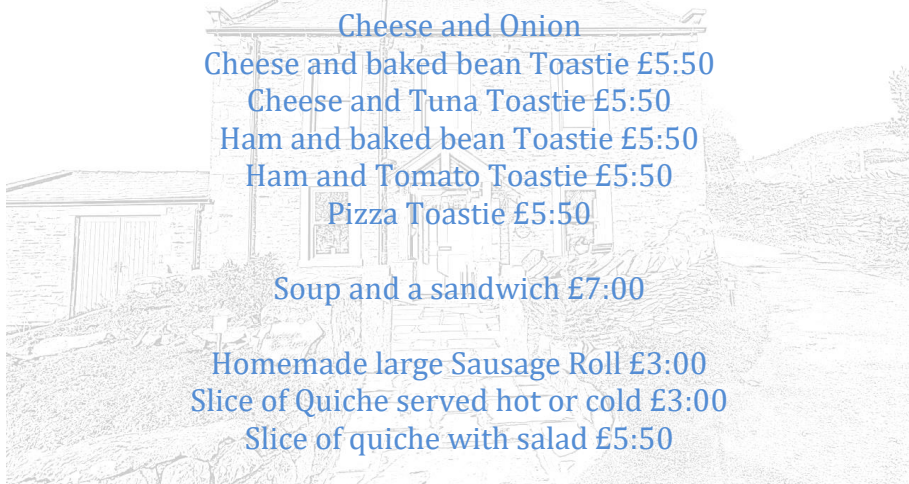 Cheese and Onion
Cheese and baked bean Toastie £5:50
Cheese and Tuna Toastie £5:50
Ham and baked bean Toastie £5:50
Ham and Tomato Toastie £5:50
Pizza Toastie £5:50
Soup and a sandwich £7:00
Homemade large Sausage Roll £3:00
Slice of Quiche served hot or cold £3:00
Slice of quiche with salad £5:50